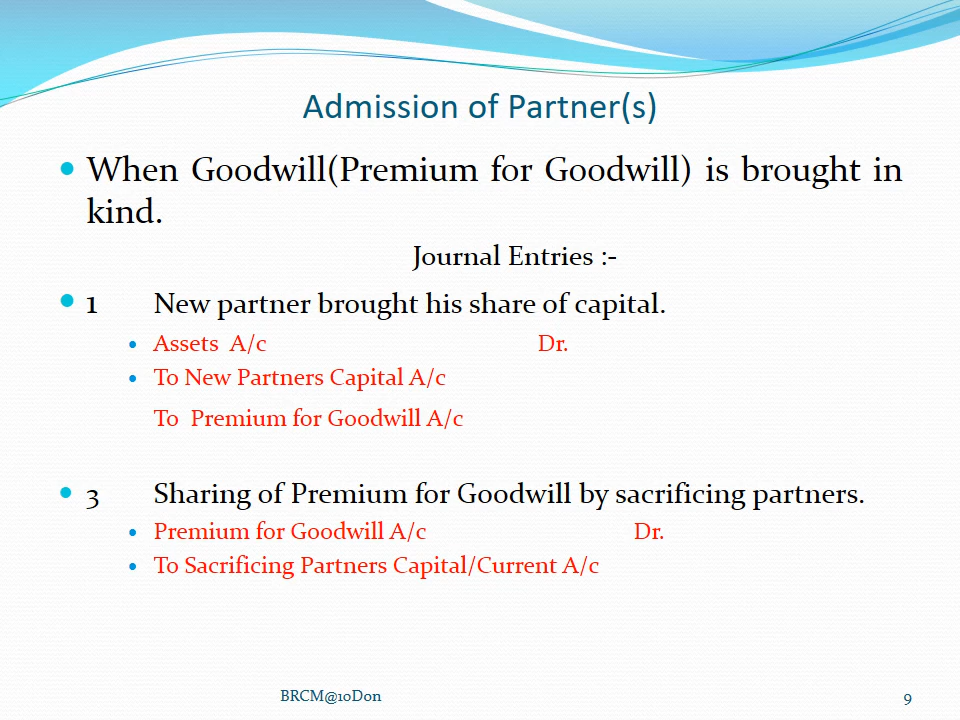 Admission of Partner(s)
When Goodwill(Premium for Goodwill) is brought in
kind.
Journal Entries :-
1 New partner brought his share of capital.
Assets A/c Dr.
To New Partners Capital A/c
To Premium for Goodwill A/c
3 Sharing of Premium for Goodwill by sacrificing partners.
Premium for Goodwill A/c Dr.
To Sacrificing Partners Capital/Current A/c
BRCM@10Don 9